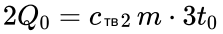 2Q₀ = c_тв2 m · 3t₀